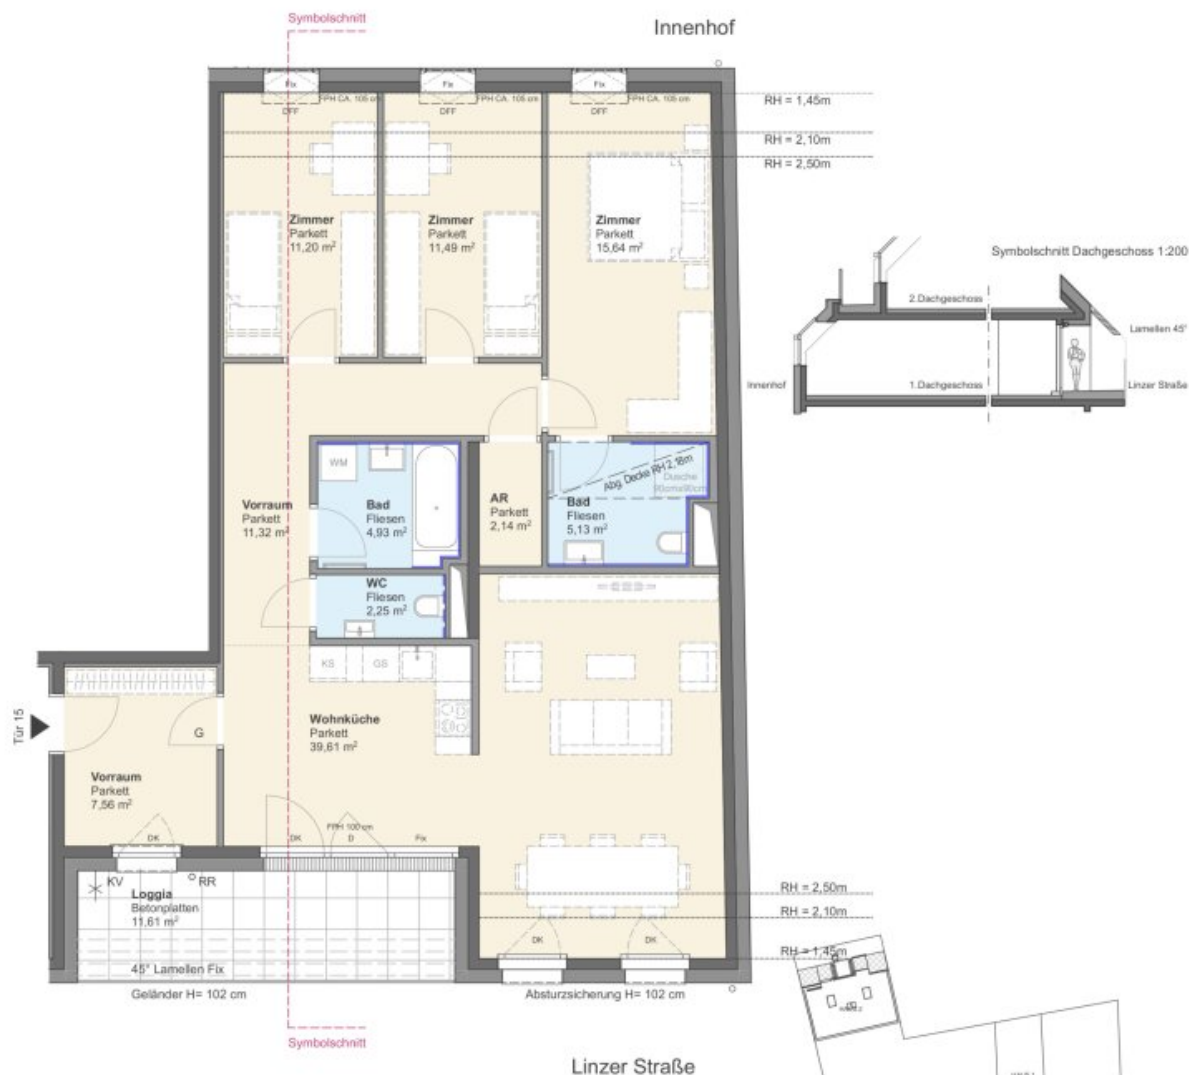 Symbolschnitt
Innenhof
Fix
Fix
Fix
FPH CA. 105 cm
FPH CA. 105 cm
FPH CA. 105 cm
DFF
DFF
DFF
RH = 1,45m
RH = 2,10m
RH = 2,50m
Zimmer
Parkett
11,20 m²
Zimmer
Parkett
11,49 m²
Zimmer
Parkett
15,64 m²
Symbolschnitt Dachgeschoss 1:200
2.Dachgeschoss
Lamellen 45°
Innenhof
1.Dachgeschoss
Linzer Straße
WM
Bad
Fliesen
4,93 m²
Vorraum
Parkett
11,32 m²
AR
Parkett
2,14 m²
Abg. Decke RH 2,18m
Dusche
90cmx90cm
Bad
Fliesen
5,13 m²
WC
Fliesen
2,25 m²
KS
GS
Wohnküche
Parkett
39,61 m²
Tür 15
G
Vorraum
Parkett
7,56 m²
DK
FPH 100 cm
DK
D
Fix
KV
RR
Loggia
Betonplatten
11,61 m²
45° Lamellen Fix
Geländer H= 102 cm
DK
DK
Absturzsicherung H= 102 cm
RH = 2,50m
RH = 2,10m
RH = 1,45m
Symbolschnitt
Linzer Straße